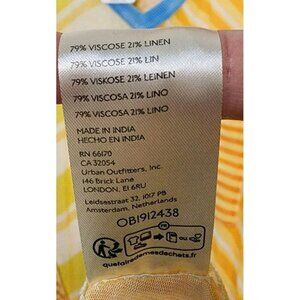 79% VISCOSE 21% LINEN
79% VISCOSE 21% LIN
79% VISKOSE 21% LEINEN
79% VISCOSA 21% LINO
79% VISCOSA 21% LINO
MADE IN INDIA
HECHO EN INDIA
RN 66170
CA 32054
Urban Outfitters, Inc.
146 Brick Lane
LONDON, E1 6RU
Leidsestraat 32, 1017 PB
Amsterdam, Netherlands
OB1912438
FR
OU
quefairedemesdechets.fr